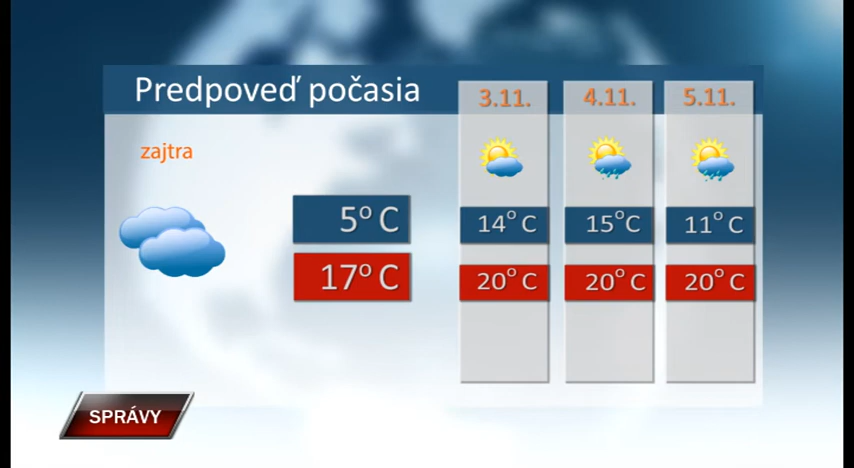 Predpoveď počasia
zajtra
5° C
17° C
3.11.
14° C
20° C
4.11.
15°C
20° C
5.11.
11° C
20° C
SPRÁVY